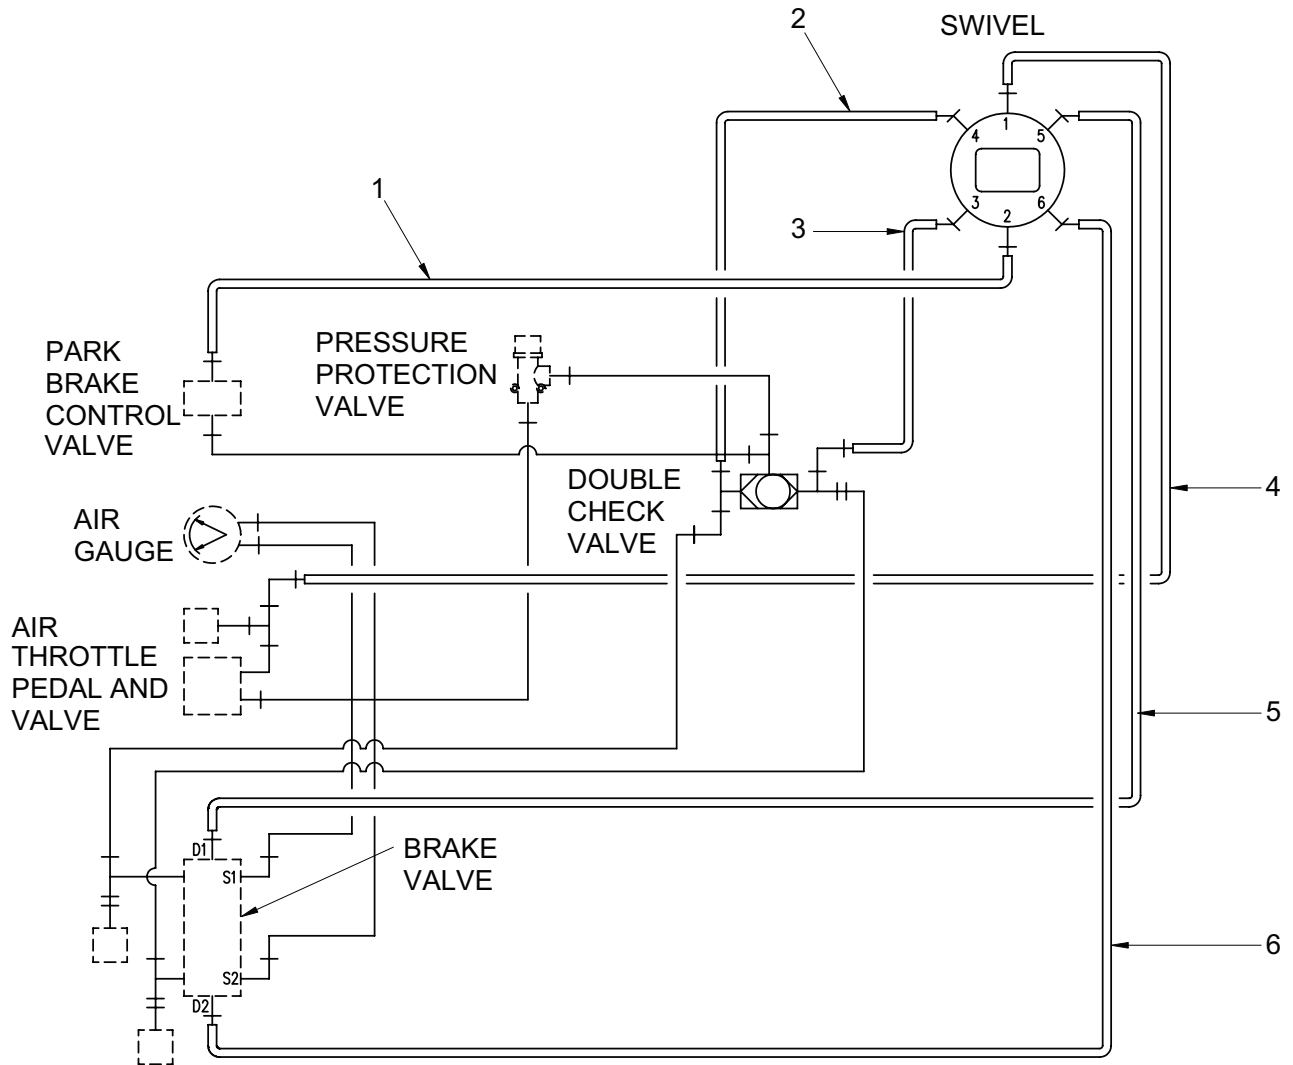 2
SWIVEL
1
4
5
3
6
2
1
3
PARK
BRAKE
CONTROL
VALVE
PRESSURE
PROTECTION
VALVE
DOUBLE
CHECK
VALVE
4
AIR
GAUGE
AIR
THROTTLE
PEDAL AND
VALVE
5
D1
S1
BRAKE
VALVE
6
S2
D2